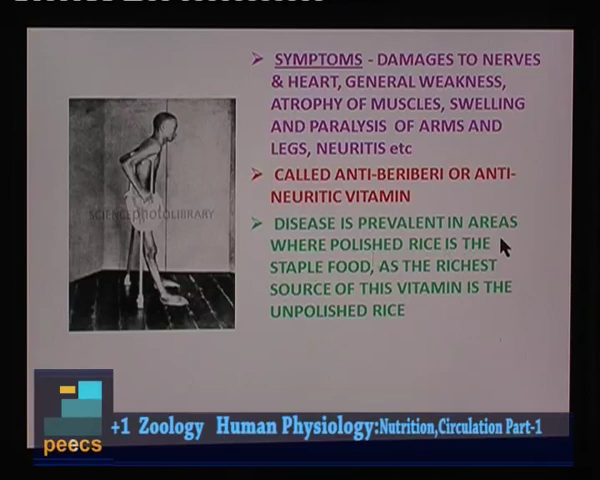 SYMPTOMS - DAMAGES TO NERVES
& HEART, GENERAL WEAKNESS,
ATROPHY OF MUSCLES, SWELLING
AND PARALYSIS OF ARMS AND
LEGS, NEURITIS etc
CALLED ANTI-BERIBERI OR ANTI-
NEURITIC VITAMIN
DISEASE IS PREVALENT IN AREAS
WHERE POLISHED RICE IS THE
STAPLE FOOD, AS THE RICHEST
SOURCE OF THIS VITAMIN IS THE
UNPOLISHED RICE
SCIENCEphotoLIBRARY
peecs
+1 Zoology Human Physiology:Nutrition,Circulation Part-1